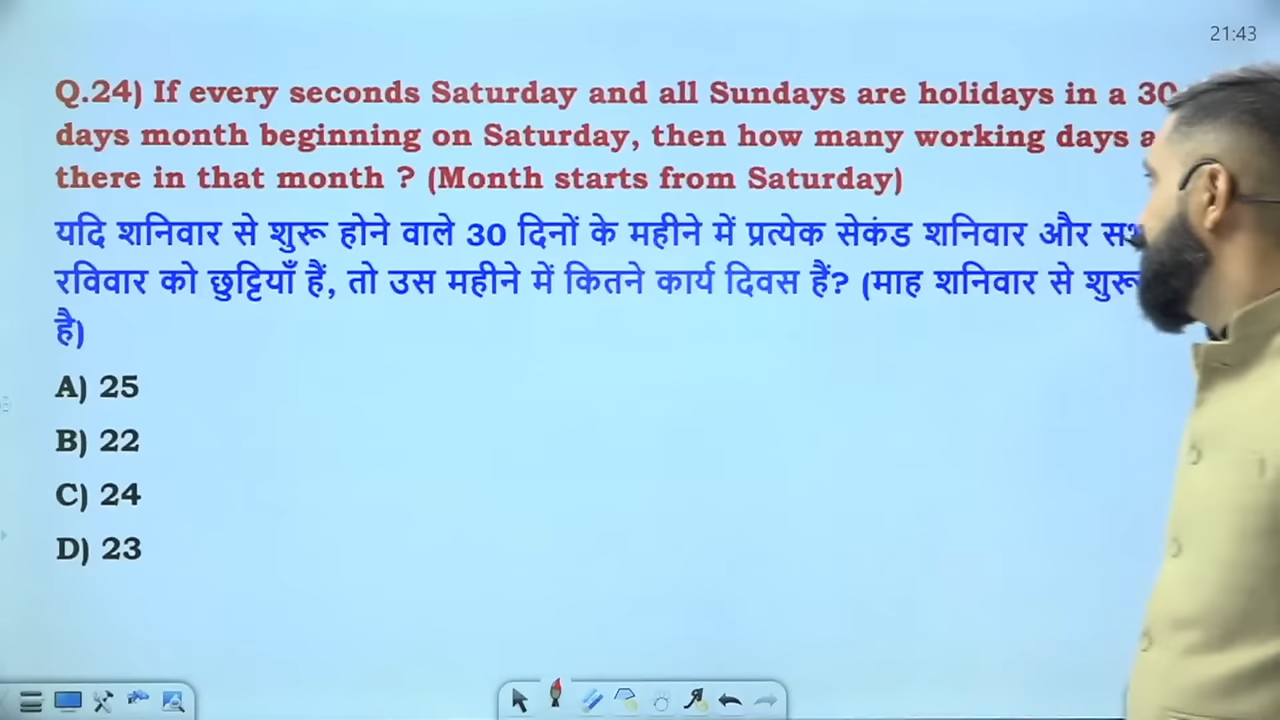 21:43
Q.24) If every seconds Saturday and all Sundays are holidays in a 30
days month beginning on Saturday, then how many working days
there in that month ? (Month starts from Saturday)
यदि शनिवार से शुरू होने वाले 30 दिनों के महीने में प्रत्येक सेकंड शनिवार और
रविवार को छुट्टियाँ हैं, तो उस महीने में कितने कार्य दिवस हैं? (माह शनिवार से शुरू
है)
A) 25
B) 22
C) 24
D) 23